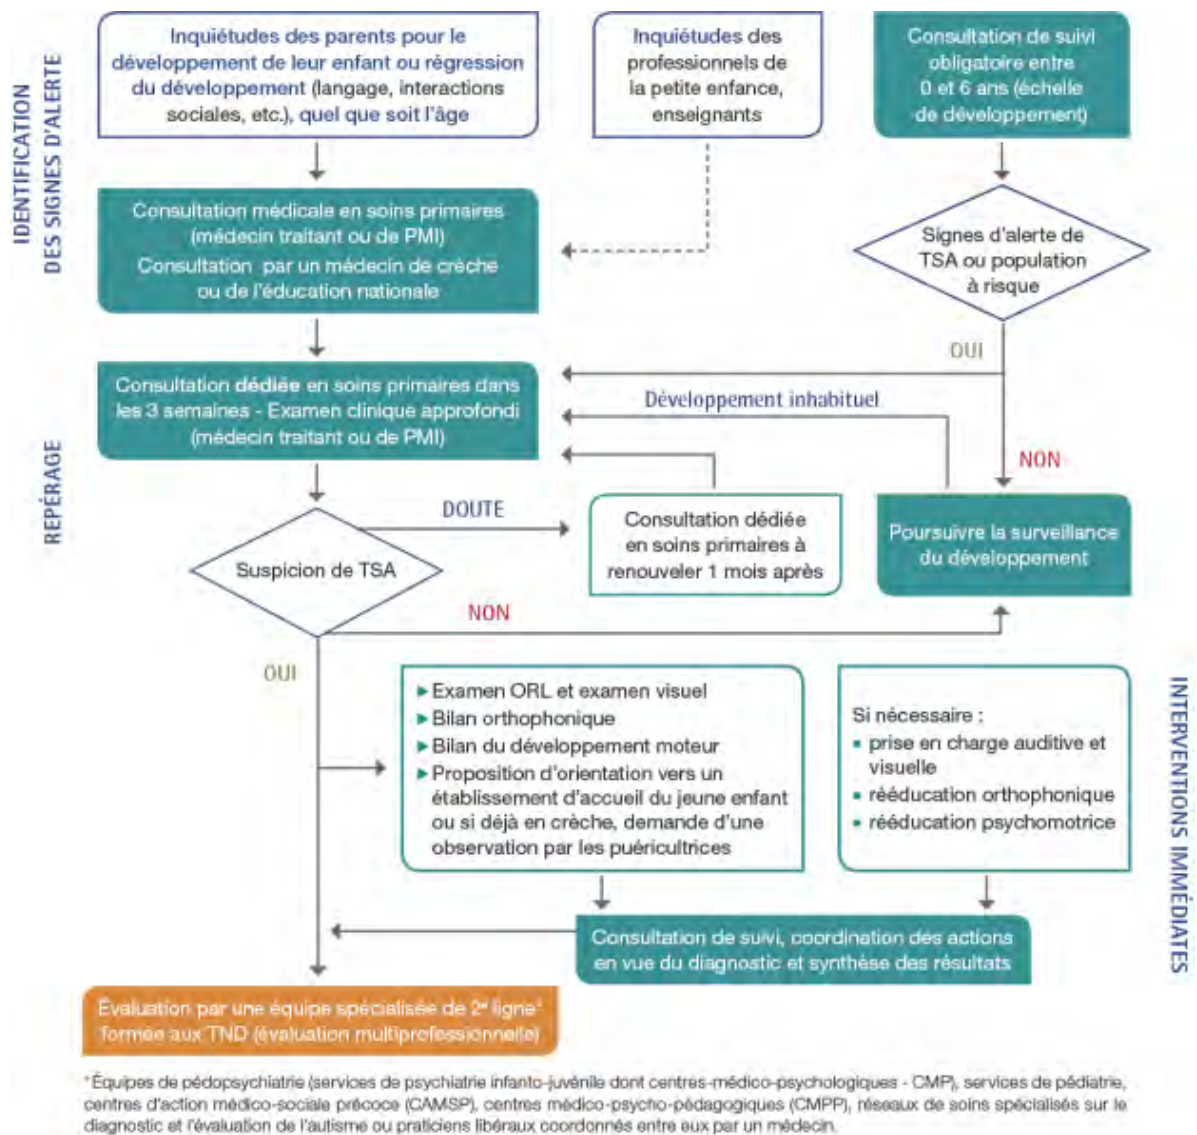 IDENTIFICATION
DES SIGNES D'ALERTE
Inquiétudes des parents pour le
développement de leur enfant ou régression
du développement (langage, interactions
sociales, etc.), quel que soit l'âge
Inquiétudes des
professionnels de
la petite enfance,
enseignants
Consultation de suivi
obligatoire entre
0 et 6 ans (échelle
de développement)
Consultation médicale en soins primaires
(médecin traitant ou de PMI)
Consultation par un médecin de crèche
ou de l'éducation nationale
Signes d'alerte de
TSA ou population
à risque
OUI
NON
REPÉRAGE
Consultation dédiée en soins primaires dans
les 3 semaines - Examen clinique approfondi
(médecin traitant ou de PMI)
Développement inhabituel
Suspicion de TSA
DOUTE
Consultation dédiée
en soins primaires à
renouveler 1 mois après
Poursuivre la surveillance
du développement
NON
OUI
INTERVENTIONS IMMÉDIATES
▶ Examen ORL et examen visuel
▶ Bilan orthophonique
▶ Bilan du développement moteur
▶ Proposition d'orientation vers un
établissement d'accueil du jeune enfant
ou si déjà en crèche, demande d'une
observation par les puéricultrices
Si nécessaire :
▪ prise en charge auditive et
visuelle
▪ rééducation orthophonique
▪ rééducation psychomotrice
Consultation de suivi, coordination des actions
en vue du diagnostic et synthèse des résultats
Évaluation par une équipe spécialisée de 2e ligne*
formée aux TND (évaluation multiprofessionnelle)
*Équipes de pédopsychiatrie (services de psychiatrie infanto-juvénile dont centres-médico-psychologiques - CMP), services de pédiatrie,
centres d'action médico-sociale précoce (CAMSP), centres médico-psycho-pédagogiques (CMPP), réseaux de soins spécialisés sur le
diagnostic et l'évaluation de l'autisme ou praticiens libéraux coordonnés entre eux par un médecin.